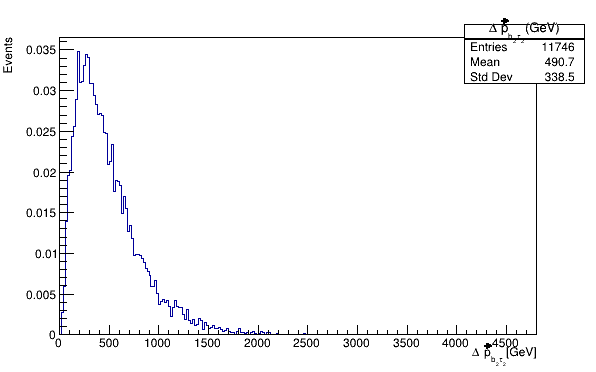 Δ p⃗ b₂τ₂ (GeV)
Entries 11746
Mean 490.7
Std Dev 338.5
Events
0.035
0.03
0.025
0.02
0.015
0.01
0.005
0
0 500 1000 1500 2000 2500 3000 3500 4000 4500
Δ p⃗ b₂τ₂ [GeV]